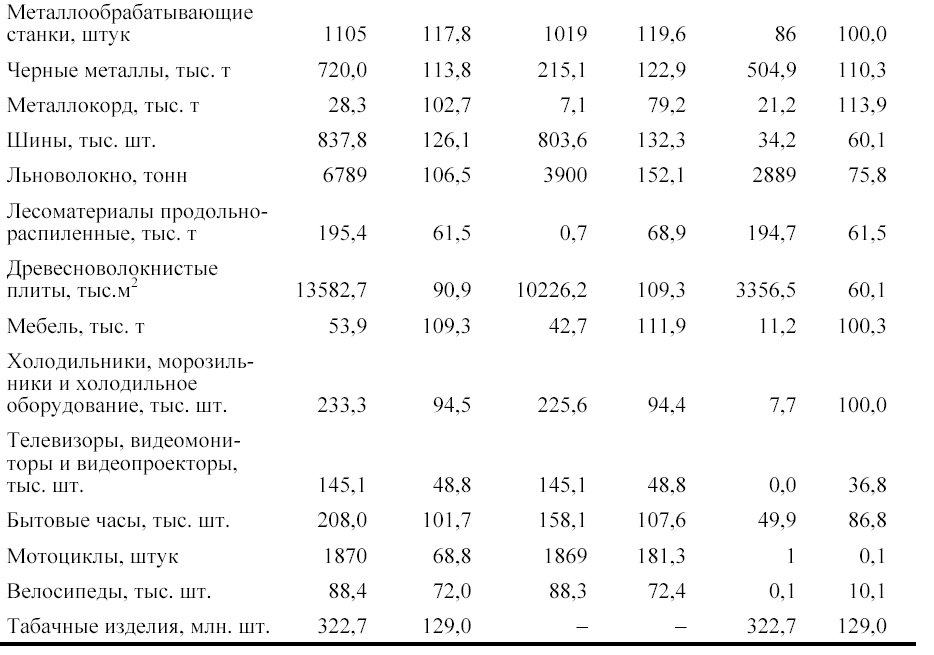 Металлообрабатывающие
станки, штук 1105 117,8 1019 119,6 86 100,0
Черные металлы, тыс. т 720,0 113,8 215,1 122,9 504,9 110,3
Металлокорд, тыс. т 28,3 102,7 7,1 79,2 21,2 113,9
Шины, тыс. шт. 837,8 126,1 803,6 132,3 34,2 60,1
Льноволокно, тонн 6789 106,5 3900 152,1 2889 75,8
Лесоматериалы продольно-
распиленные, тыс. т 195,4 61,5 0,7 68,9 194,7 61,5
Древесноволокнистые
плиты, тыс.м² 13582,7 90,9 10226,2 109,3 3356,5 60,1
Мебель, тыс. т 53,9 109,3 42,7 111,9 11,2 100,3
Холодильники, морозиль-
ники и холодильное
оборудование, тыс. шт. 233,3 94,5 225,6 94,4 7,7 100,0
Телевизоры, видеомони-
торы и видеопроекторы,
тыс. шт. 145,1 48,8 145,1 48,8 0,0 36,8
Бытовые часы, тыс. шт. 208,0 101,7 158,1 107,6 49,9 86,8
Мотоциклы, штук 1870 68,8 1869 181,3 1 0,1
Велосипеды, тыс. шт. 88,4 72,0 88,3 72,4 0,1 10,1
Табачные изделия, млн. шт. 322,7 129,0 – – 322,7 129,0